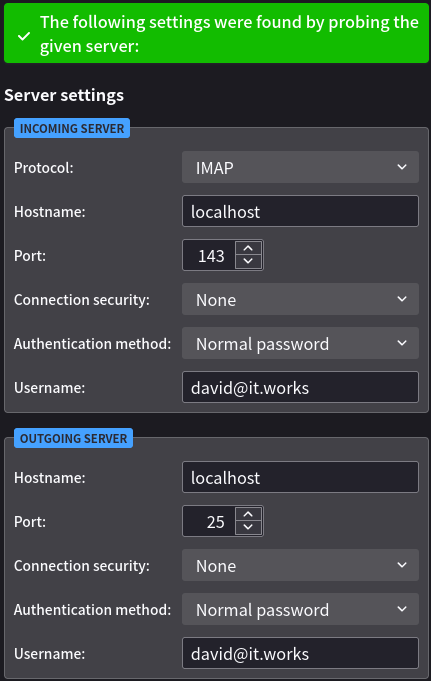 The following settings were found by probing the
given server:
Server settings
INCOMING SERVER
Protocol: IMAP
Hostname: localhost
Port: 143
Connection security: None
Authentication method: Normal password
Username: david@it.works
OUTGOING SERVER
Hostname: localhost
Port: 25
Connection security: None
Authentication method: Normal password
Username: david@it.works